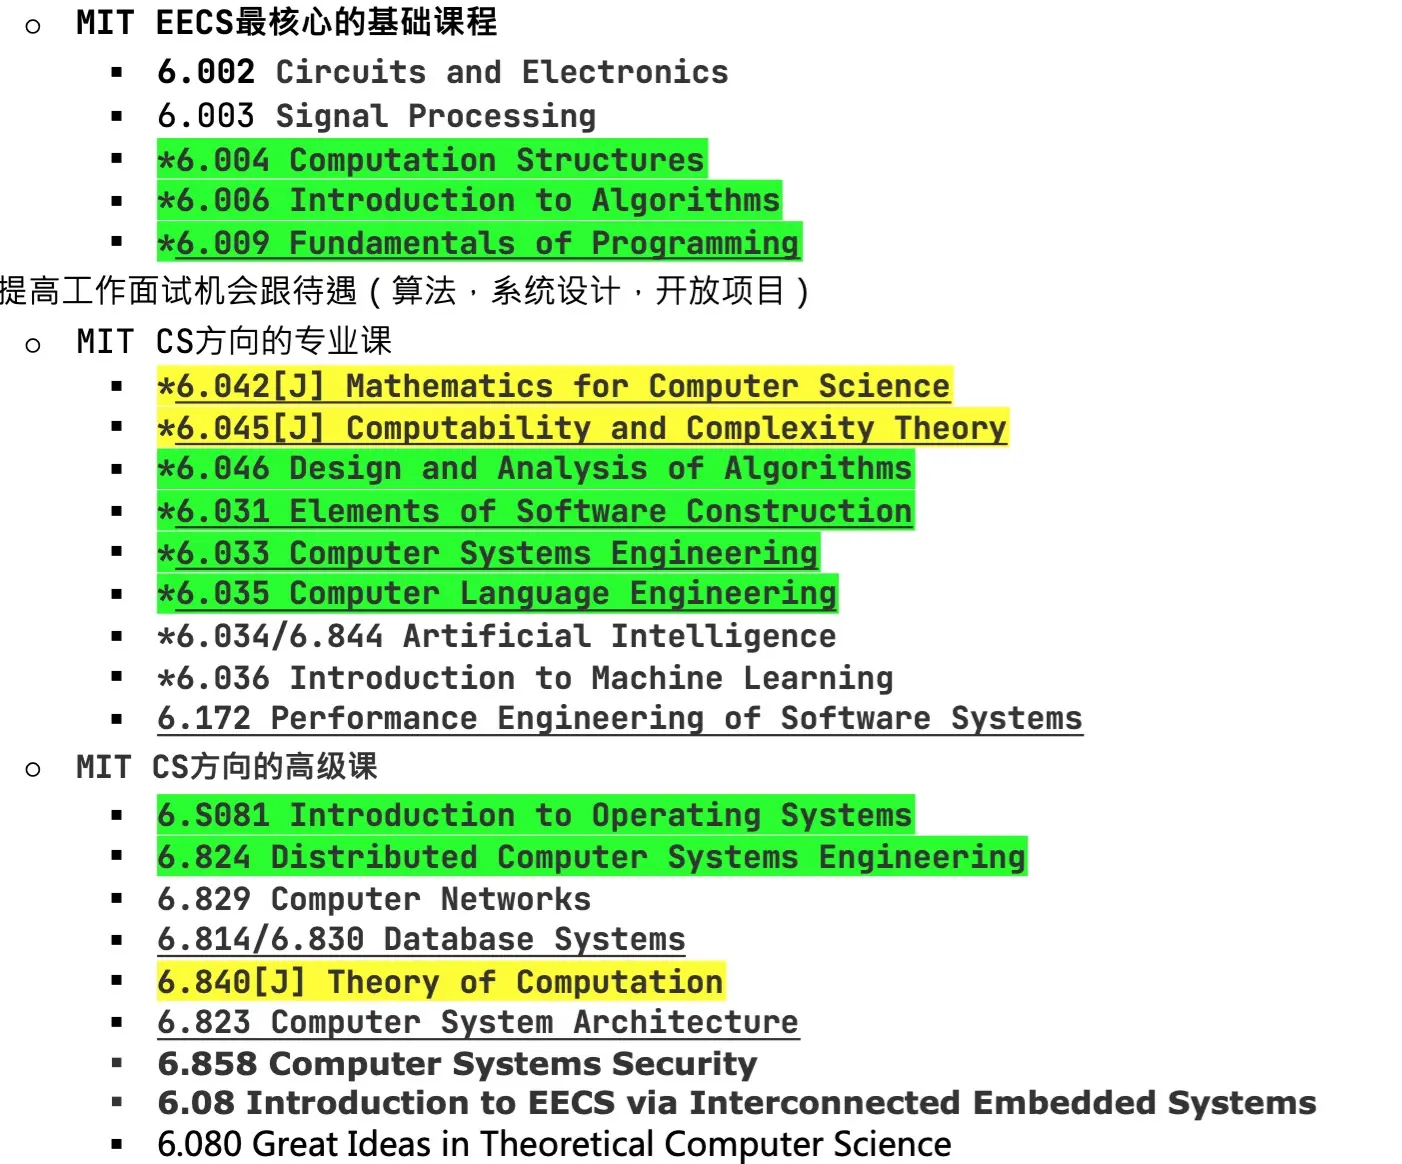 MIT EECS最核心的基础课程
6.002 Circuits and Electronics
6.003 Signal Processing
*6.004 Computation Structures
*6.006 Introduction to Algorithms
*6.009 Fundamentals of Programming
提高工作面试机会跟待遇(算法,系统设计,开放项目)
MIT CS方向的专业课
*6.042[J] Mathematics for Computer Science
*6.045[J] Computability and Complexity Theory
*6.046 Design and Analysis of Algorithms
*6.031 Elements of Software Construction
*6.033 Computer Systems Engineering
*6.035 Computer Language Engineering
*6.034/6.844 Artificial Intelligence
*6.036 Introduction to Machine Learning
6.172 Performance Engineering of Software Systems
MIT CS方向的高级课
6.S081 Introduction to Operating Systems
6.824 Distributed Computer Systems Engineering
6.829 Computer Networks
6.814/6.830 Database Systems
6.840[J] Theory of Computation
6.823 Computer System Architecture
6.858 Computer Systems Security
6.08 Introduction to EECS via Interconnected Embedded Systems
6.080 Great Ideas in Theoretical Computer Science